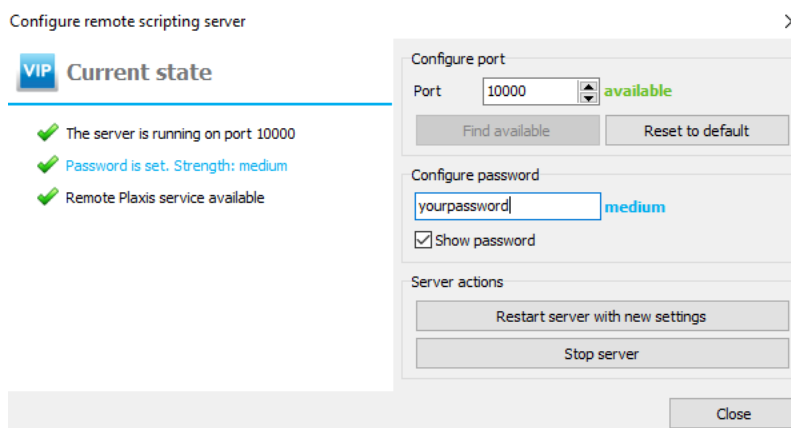 Configure remote scripting server
VIP Current state
The server is running on port 10000
Password is set. Strength: medium
Remote Plaxis service available
Configure port
Port 10000 available
Find available Reset to default
Configure password
yourpassword medium
Show password
Server actions
Restart server with new settings
Stop server
Close